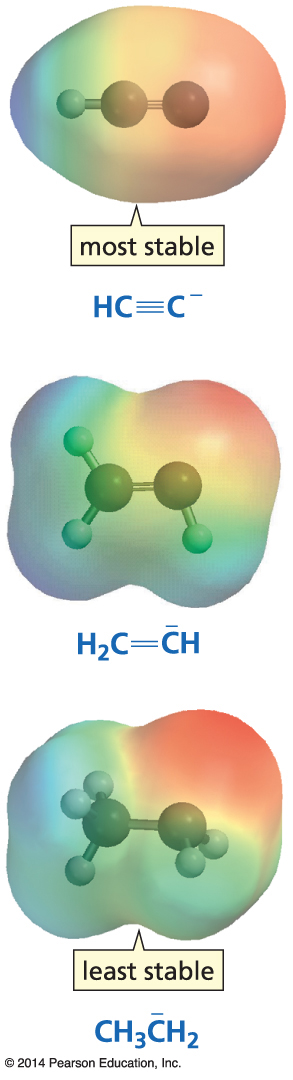 most stable
HC≡C⁻
H₂C=C̄H
least stable
CH₃C̄H₂
© 2014 Pearson Education, Inc.